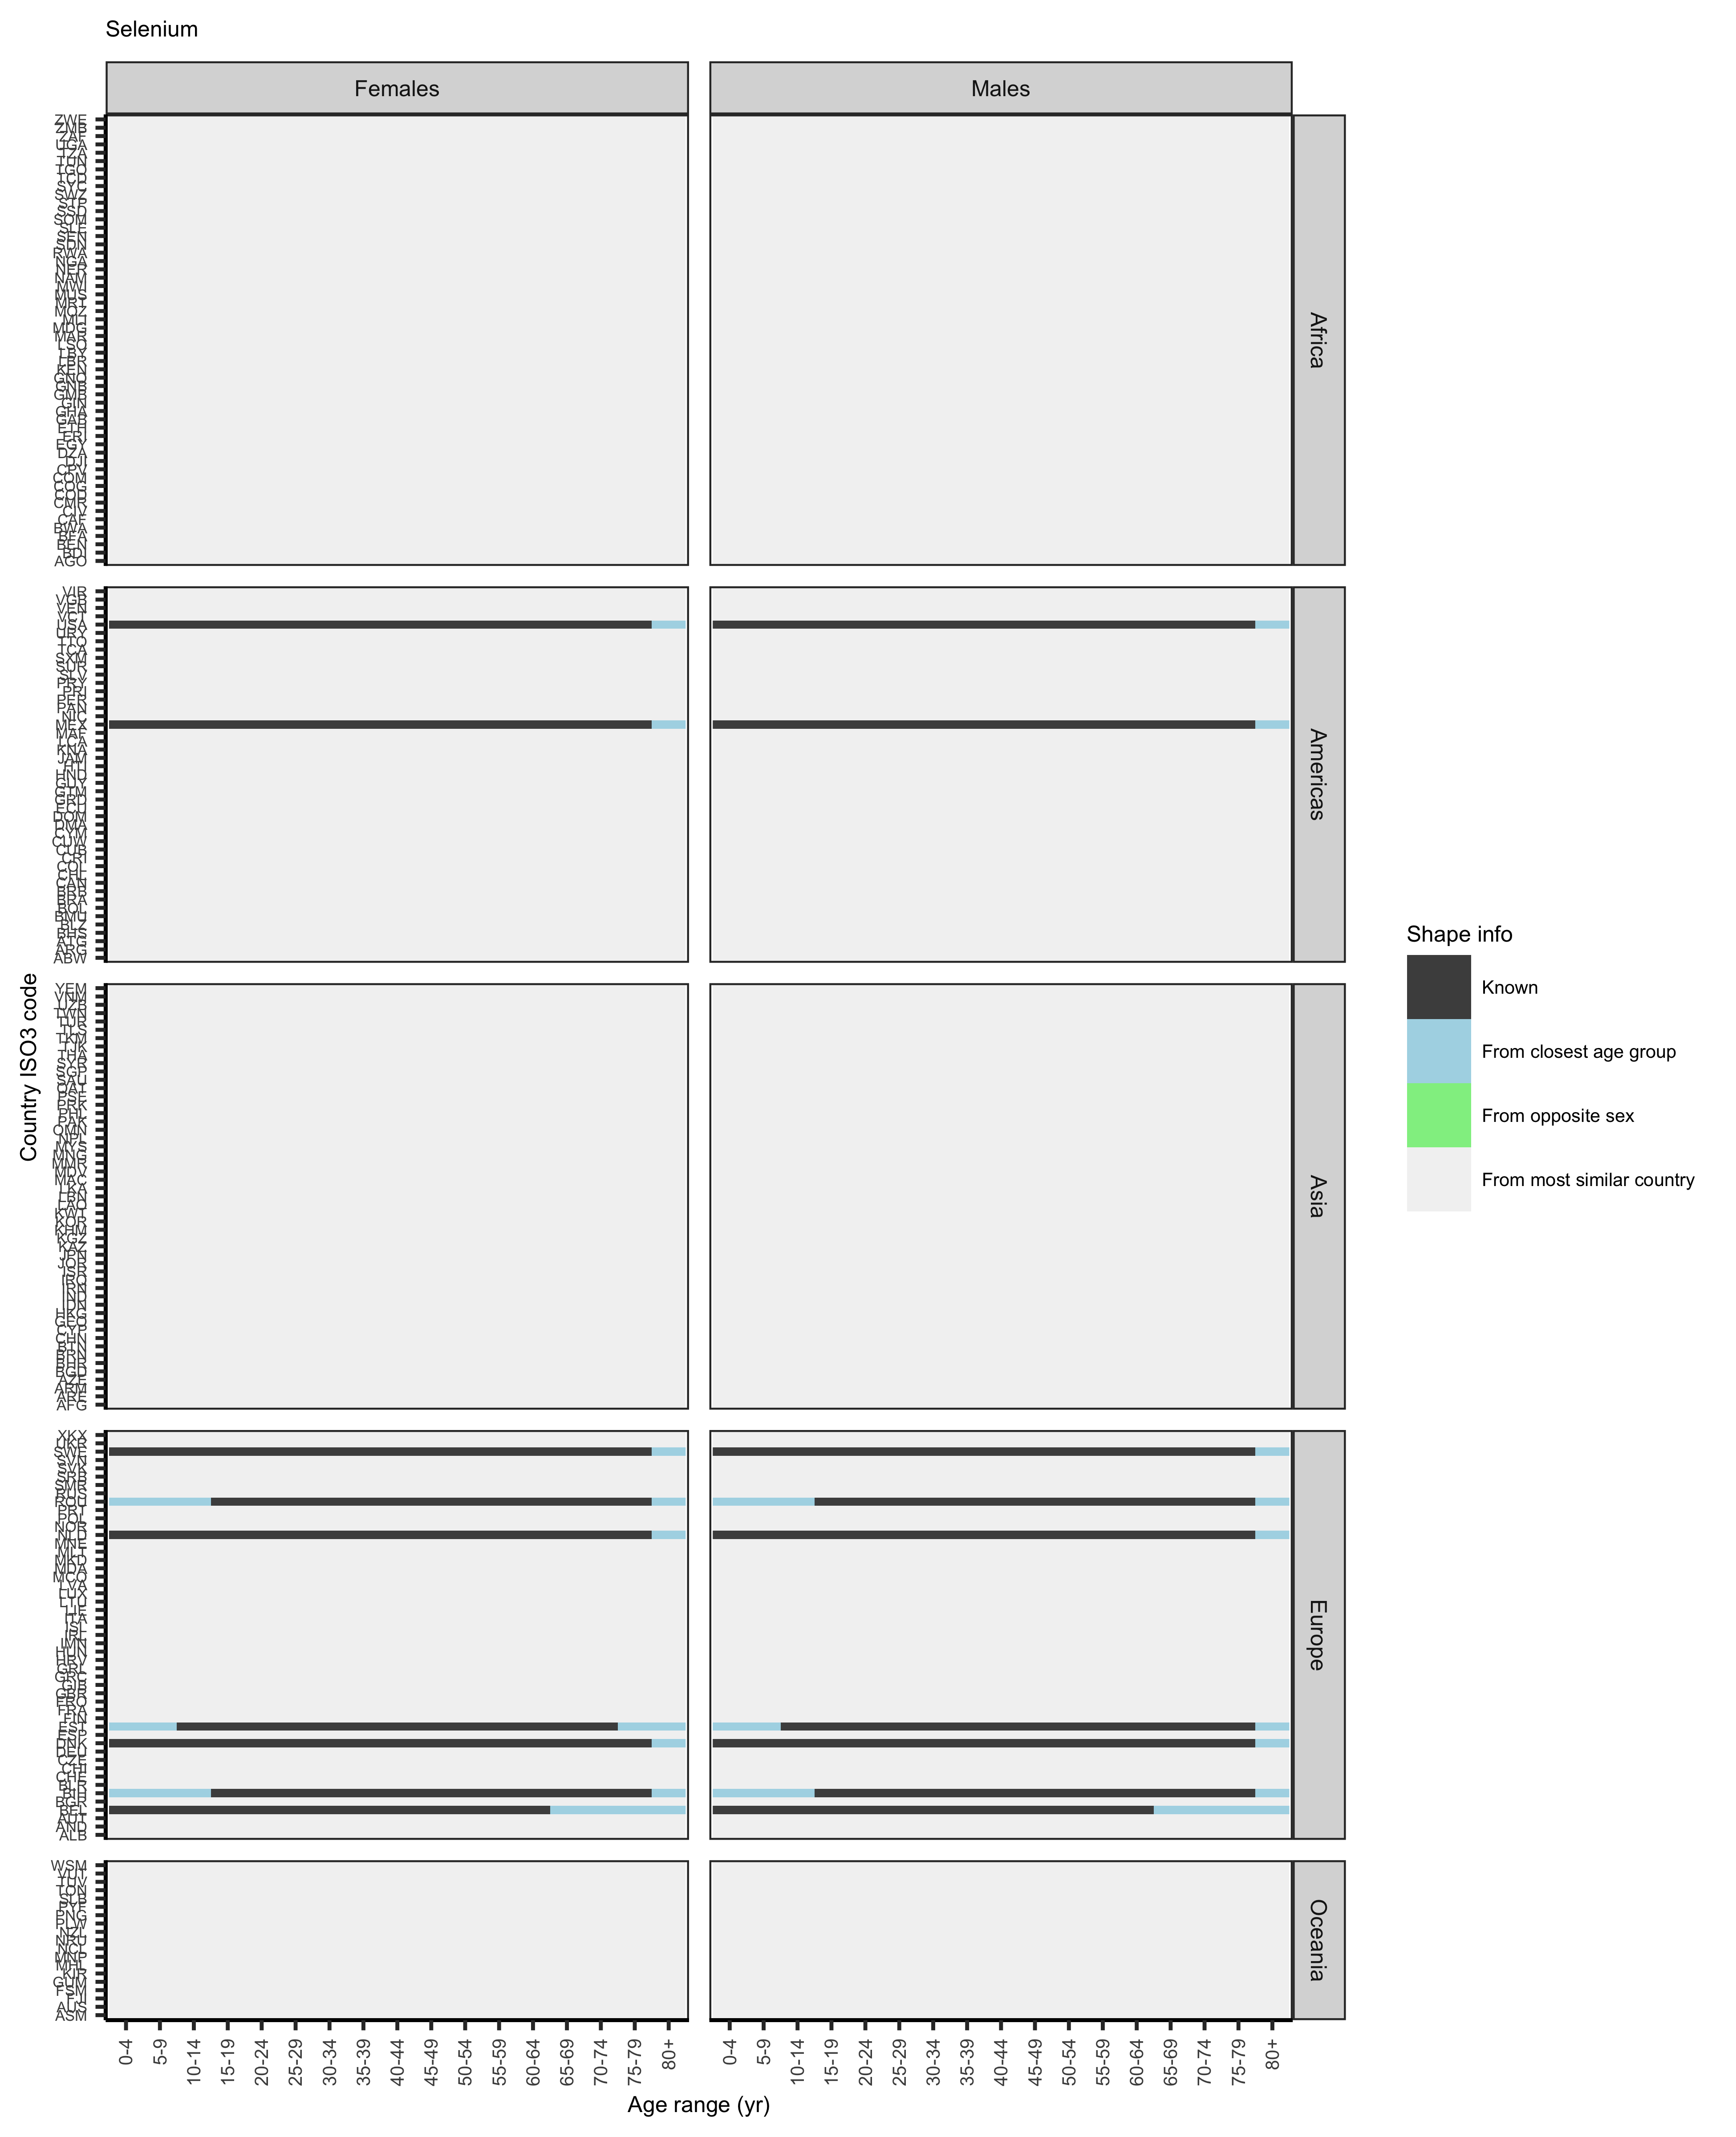 Selenium
Females
Males
ZWE
ZMB
ZAF
UGA
TZA
TUN
TGO
TCD
SYC
SWZ
STP
SSD
SOM
SLE
SEN
SDN
RWA
NGA
NER
NAM
MWI
MUS
MRT
MOZ
MLI
MDG
MAR
LSO
LBY
LBR
KEN
GNQ
GNB
GMB
GIN
GHA
GAB
ETH
ERI
EGY
DZA
DJI
CPV
COM
COG
COD
CMR
CIV
CAF
BWA
BFA
BEN
BDI
AGO
Africa
VIR
VGB
VEN
VCT
USA
URY
TTO
TCA
SXM
SUR
SLV
PRY
PRI
PER
PAN
NIC
MEX
MAF
LCA
KNA
JAM
HTI
HND
GUY
GTM
GRD
ECU
DOM
DMA
CYM
CUW
CUB
CRI
COL
CHL
CAN
BRB
BRA
BOL
BMU
BLZ
BHS
ATG
ARG
ABW
Americas
YEM
VNM
UZB
TWN
TUR
TLS
TKM
TJK
THA
SYR
SGP
SAU
QAT
PSE
PRK
PHL
PAK
OMN
NPL
MYS
MNG
MMR
MDV
MAC
LKA
LBN
LAO
KWT
KOR
KHM
KGZ
KAZ
JPN
JOR
ISR
IRQ
IRN
IND
IDN
HKG
GEO
CYP
CHN
BTN
BRN
BHR
BGD
AZE
ARM
ARE
AFG
Asia
XKX
UKR
SWE
SVN
SVK
SRB
SMR
RUS
ROU
PRT
POL
NOR
NLD
MNE
MLT
MKD
MDA
MCO
LVA
LUX
LTU
LIE
ITA
ISL
IRL
IMN
HUN
HRV
GRL
GRC
GIB
GBR
FRO
FRA
FIN
EST
ESP
DNK
DEU
CZE
CHI
CHE
BLR
BIH
BGR
BEL
AUT
AND
ALB
Europe
WSM
VUT
TUV
TON
SLB
PYF
PNG
PLW
NZL
NRU
NCL
MNP
MHL
KIR
GUM
FSM
FJI
AUS
ASM
Oceania
Country ISO3 code
0-4
5-9
10-14
15-19
20-24
25-29
30-34
35-39
40-44
45-49
50-54
55-59
60-64
65-69
70-74
75-79
80+
0-4
5-9
10-14
15-19
20-24
25-29
30-34
35-39
40-44
45-49
50-54
55-59
60-64
65-69
70-74
75-79
80+
Age range (yr)
Shape info
Known
From closest age group
From opposite sex
From most similar country